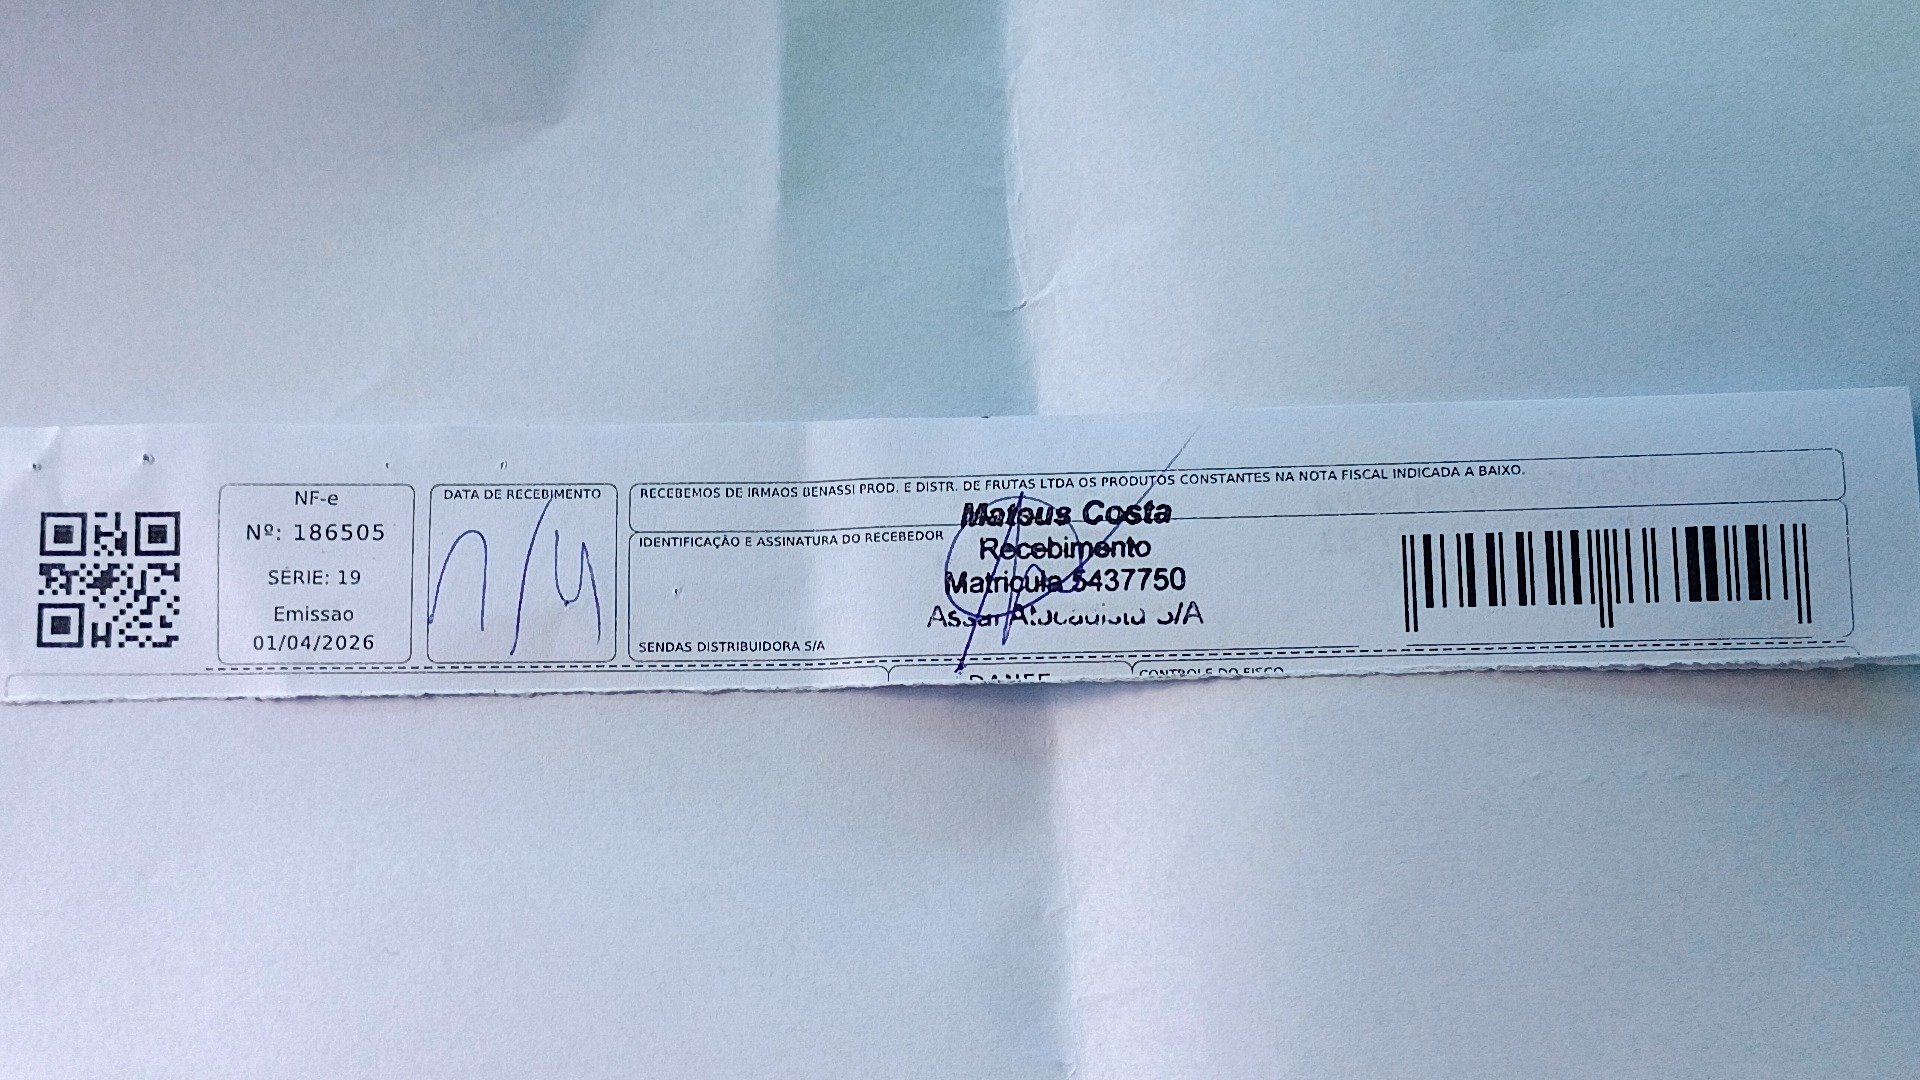 NF-e
Nº: 186505
SÉRIE: 19
Emissao
01/04/2026
DATA DE RECEBIMENTO
1/4
RECEBEMOS DE IRMAOS BENASSI PROD. E DISTR. DE FRUTAS LTDA OS PRODUTOS CONSTANTES NA NOTA FISCAL INDICADA A BAIXO.
IDENTIFICAÇÃO E ASSINATURA DO RECEBEDOR
Mateus Costa
Recebimento
Matricula 5437750
S/A
SENDAS DISTRIBUIDORA S/A
DANFE
CONTROLE DO FISCO